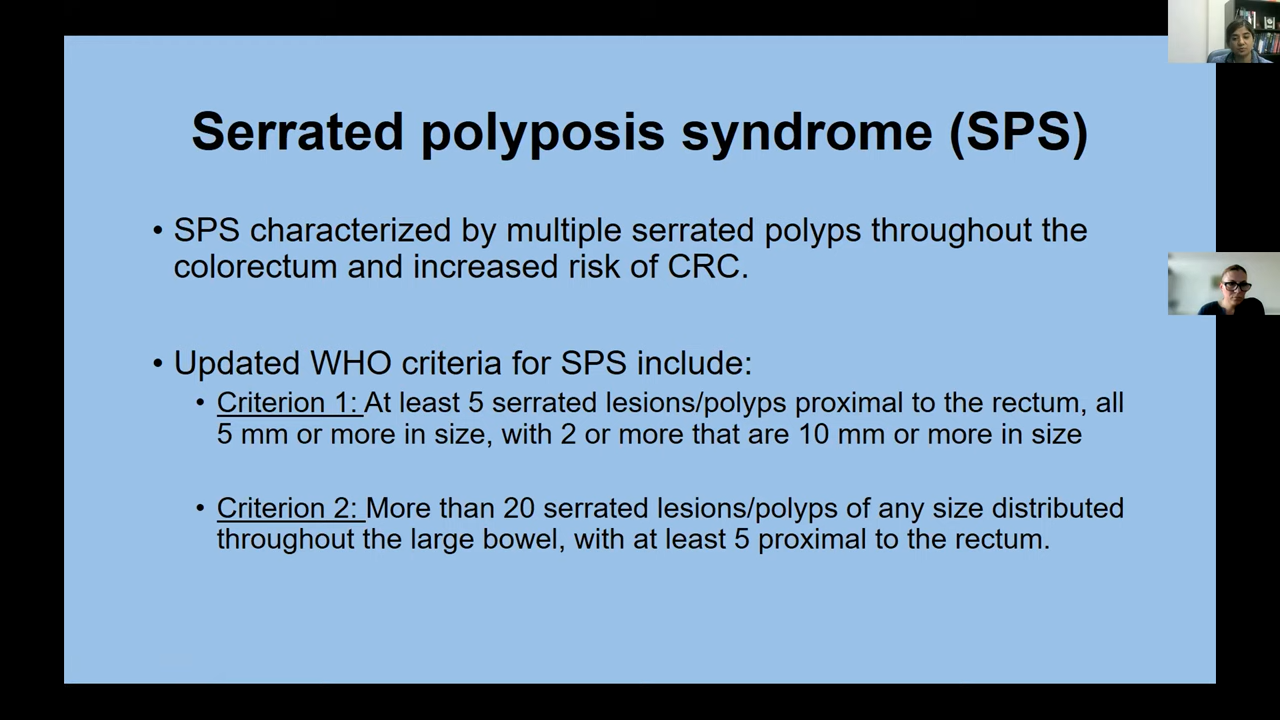 Serrated polyposis syndrome (SPS)
• SPS characterized by multiple serrated polyps throughout the
colorectum and increased risk of CRC.
• Updated WHO criteria for SPS include:
• Criterion 1: At least 5 serrated lesions/polyps proximal to the rectum, all
5 mm or more in size, with 2 or more that are 10 mm or more in size
• Criterion 2: More than 20 serrated lesions/polyps of any size distributed
throughout the large bowel, with at least 5 proximal to the rectum.